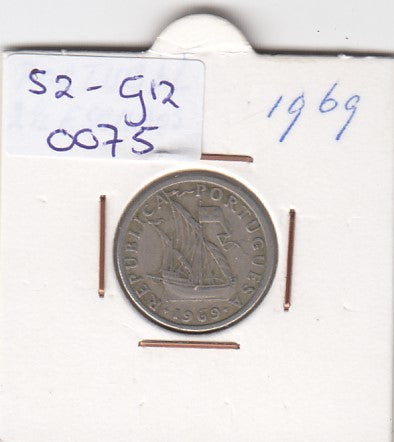 S2-G12
0075
1969
REPUBLICA PORTUGUESA
·1969·